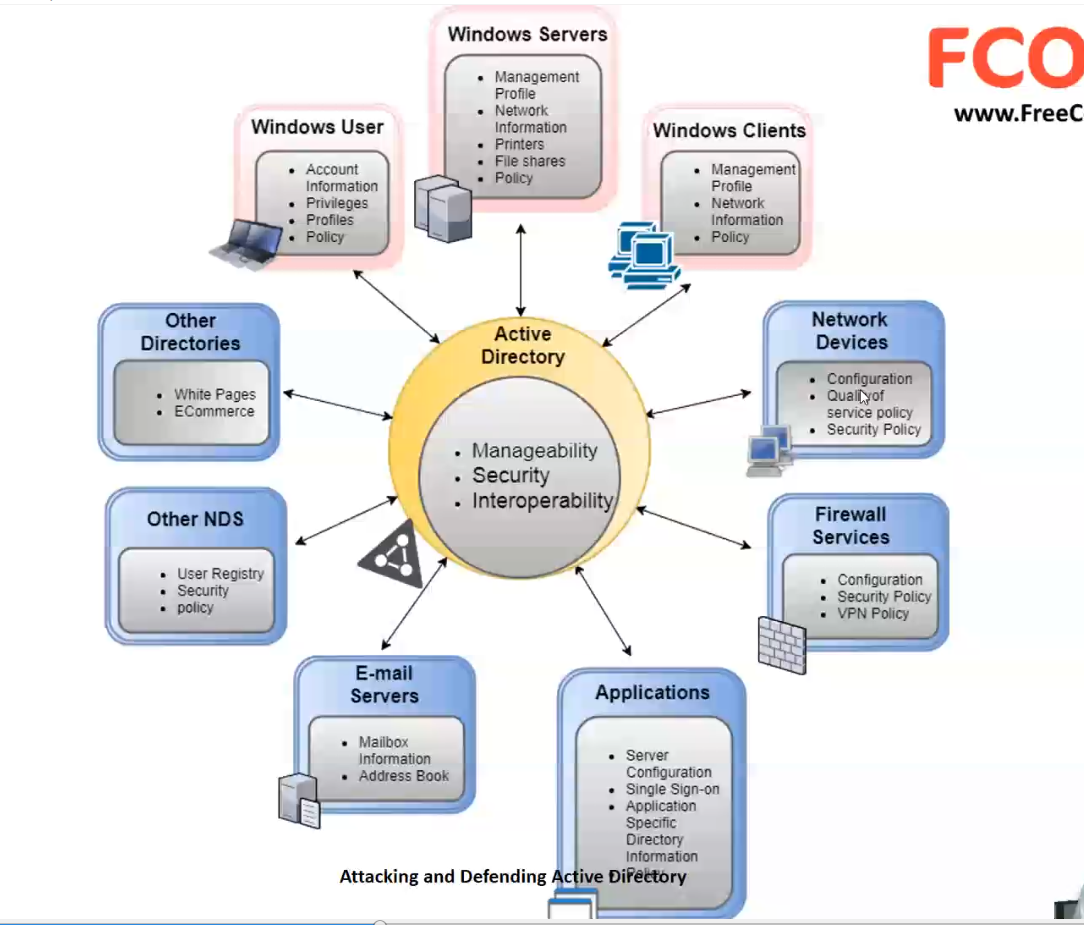 Windows Servers
• Management
Profile
• Network
Information
• Printers
• File shares
• Policy
FCO
www.FreeC
Windows User
• Account
Information
• Privileges
• Profiles
• Policy
Windows Clients
• Management
Profile
• Network
Information
• Policy
Other
Directories
• White Pages
• ECommerce
Active
Directory
• Manageability
• Security
• Interoperability
Network
Devices
• Configuration
• Quality of
service policy
• Security Policy
Other NDS
• User Registry
• Security
• policy
Firewall
Services
• Configuration
• Security Policy
• VPN Policy
E-mail
Servers
• Mailbox
Information
• Address Book
Applications
• Server
Configuration
• Single Sign-on
• Application
Specific
Directory
Information
• Policy
Attacking and Defending Active Directory